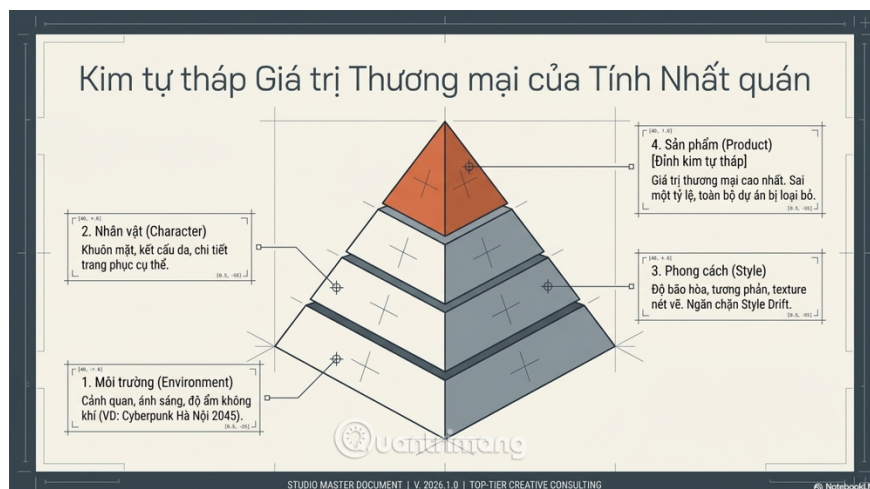 Kim tự tháp Giá trị Thương mại của Tính Nhất quán
4. Sản phẩm (Product)
[Đỉnh kim tự tháp]
Giá trị thương mại cao nhất. Sai
một tỷ lệ, toàn bộ dự án bị loại bỏ.
2. Nhân vật (Character)
Khuôn mặt, kết cấu da, chi tiết
trang phục cụ thể.
3. Phong cách (Style)
Độ bão hòa, tương phản, texture
nét vẽ. Ngăn chặn Style Drift.
1. Môi trường (Environment)
Cảnh quan, ánh sáng, độ ẩm không
khí (VD: Cyberpunk Hà Nội 2045).
Quantrimang
STUDIO MASTER DOCUMENT | V. 2026.1.0 | TOP-TIER CREATIVE CONSULTING